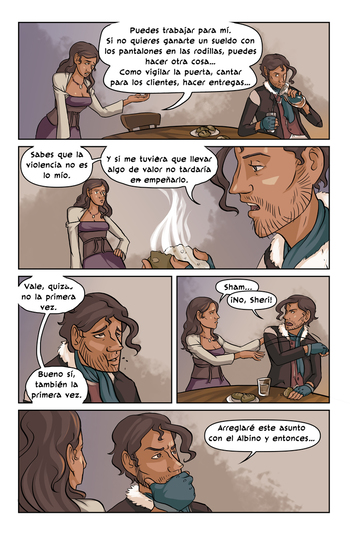 Puedes trabajar para mí.
Si no quieres ganarte un sueldo con
los pantalones en las rodillas, puedes
hacer otra cosa...
Como vigilar la puerta, cantar
para los clientes, hacer entregas...
Sabes que la
violencia no es
lo mío.
Y si me tuviera que llevar
algo de valor no tardaría
en empeñarlo.
Vale, quizá,
no la primera
vez.
Bueno sí,
también la
primera vez.
Sham...
¡No, Sheri!
Arreglaré este asunto
con el Albino y entonces...